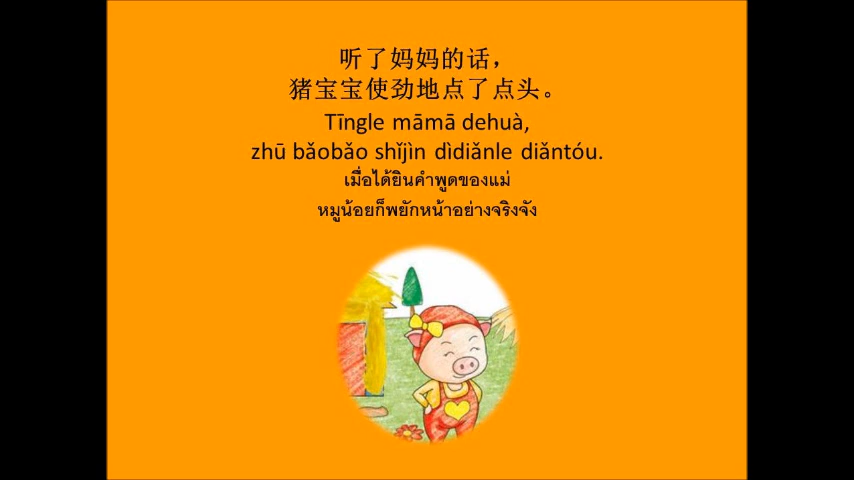 听了妈妈的话，
猪宝宝使劲地点了点头。
Tīngle māmā dehuà,
zhū bǎobǎo shǐjìn dìdiǎnle diǎntóu.
เมื่อได้ยินคำพูดของแม่
หมูน้อยก็พยักหน้าอย่างจริงจัง